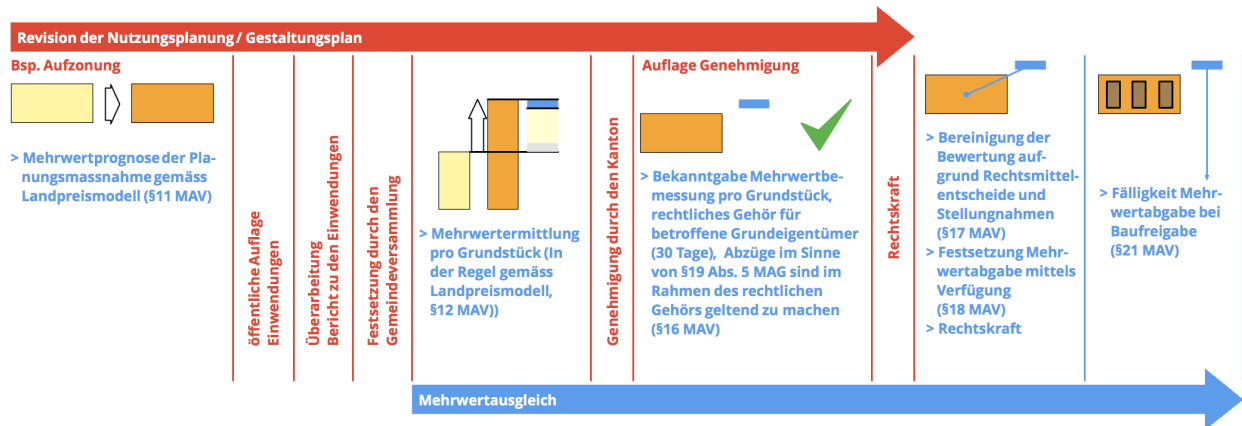 Revision der Nutzungsplanung / Gestaltungsplan
Bsp. Aufzonung
> Mehrwertprognose der Pla-
nungsmassnahme gemäss
Landpreismodell (§11 MAV)
öffentliche Auflage
Einwendungen
Überarbeitung
Bericht zu den Einwendungen
Festsetzung durch den
Gemeindeversammlung
> Mehrwertermittlung
pro Grundstück (In
der Regel gemäss
Landpreismodell,
§12 MAV))
Genehmigung durch den Kanton
Auflage Genehmigung
> Bekanntgabe Mehrwertbe-
messung pro Grundstück,
rechtliches Gehör für
betroffene Grundeigentümer
(30 Tage), Abzüge im Sinne
von §19 Abs. 5 MAG sind im
Rahmen des rechtlichen
Gehörs geltend zu machen
(§16 MAV)
Rechtskraft
> Bereinigung der
Bewertung auf-
grund Rechtsmittel-
entscheide und
Stellungnahmen
(§17 MAV)
> Festsetzung Mehr-
wertabgabe mittels
Verfügung
(§18 MAV)
> Rechtskraft
> Fälligkeit Mehr-
wertabgabe bei
Baufreigabe
(§21 MAV)
Mehrwertausgleich